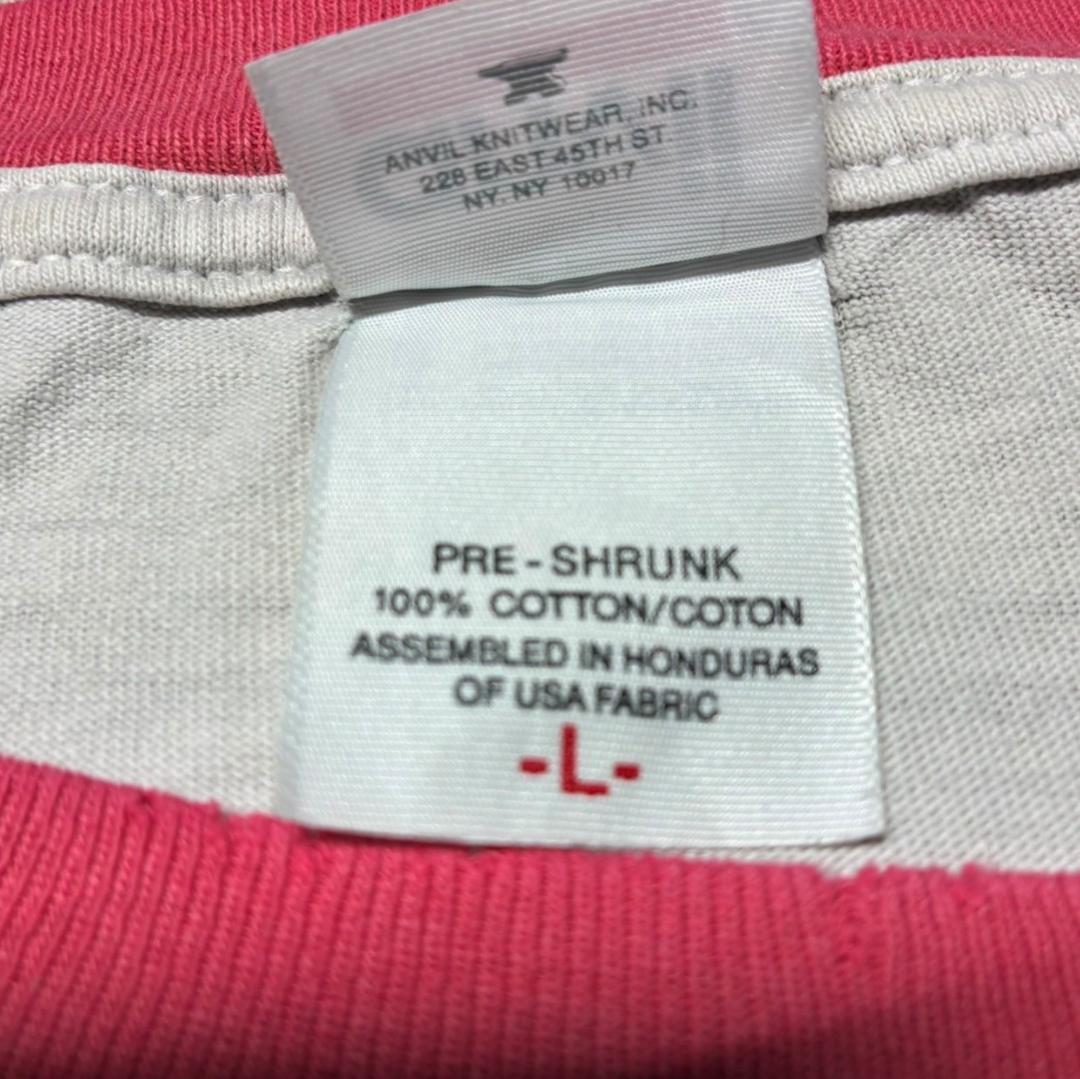 ANVIL KNITWEAR, INC.
228 EAST 45TH ST
NY. NY 10017
PRE - SHRUNK
100% COTTON/COTON
ASSEMBLED IN HONDURAS
OF USA FABRIC
-L-